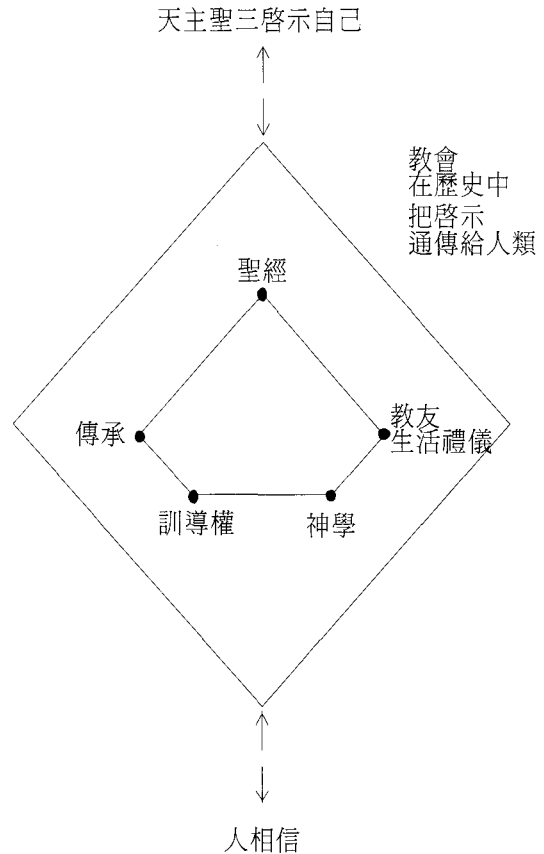 天主聖三啓示自己
教會
在歷史中
把啓示
通傳給人類
聖經
傳承
教友
生活禮儀
訓導權
神學
人相信